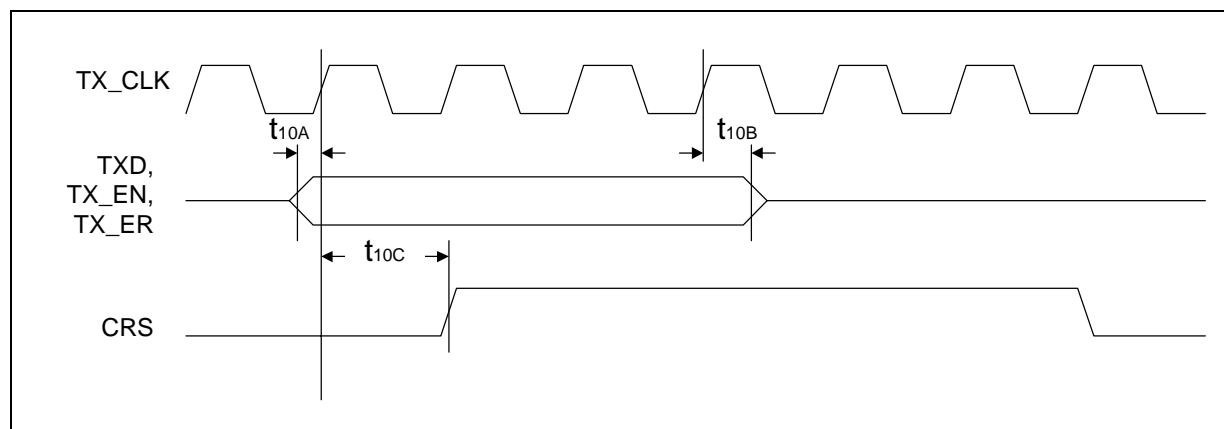 TX_CLK
t10A
t10B
TXD,
TX_EN,
TX_ER
t10C
CRS